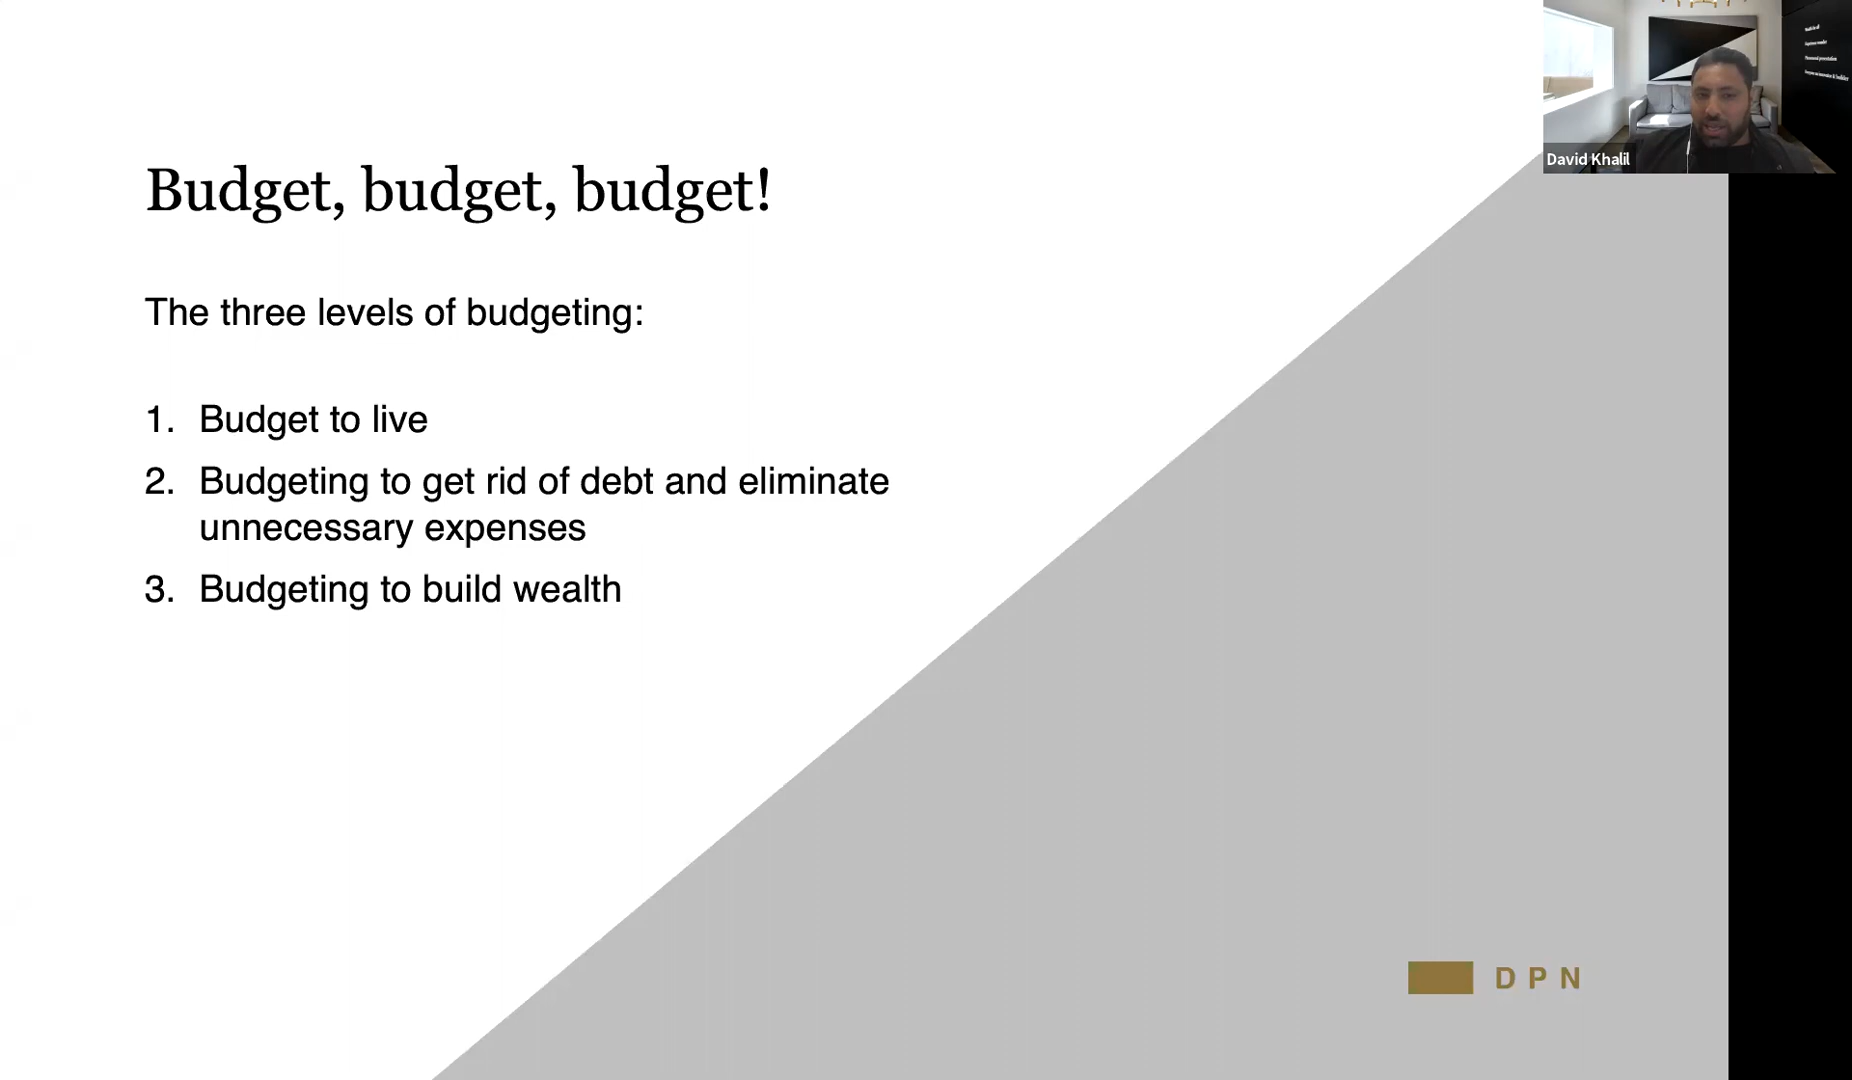 Budget, budget, budget!
The three levels of budgeting:
1. Budget to live
2. Budgeting to get rid of debt and eliminate
unnecessary expenses
3. Budgeting to build wealth
David Khalil
DPN